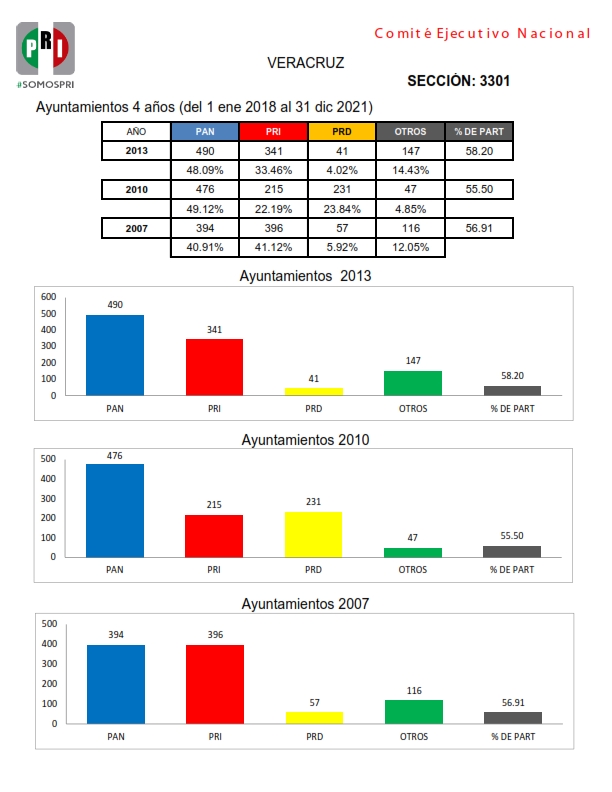 Comité Ejecutivo Nacional
PRI
#SOMOSPRI
VERACRUZ
SECCIÓN: 3301
Ayuntamientos 4 años (del 1 ene 2018 al 31 dic 2021)
AÑO PAN PRI PRD OTROS % DE PART
2013 490 341 41 147 58.20
48.09% 33.46% 4.02% 14.43%
2010 476 215 231 47 55.50
49.12% 22.19% 23.84% 4.85%
2007 394 396 57 116 56.91
40.91% 41.12% 5.92% 12.05%
Ayuntamientos 2013
600
500
400
300
200
100
0
490
341
41
147
58.20
PAN PRI PRD OTROS % DE PART
Ayuntamientos 2010
500
400
300
200
100
0
476
215
231
47
55.50
PAN PRI PRD OTROS % DE PART
Ayuntamientos 2007
500
400
300
200
100
0
394
396
57
116
56.91
PAN PRI PRD OTROS % DE PART